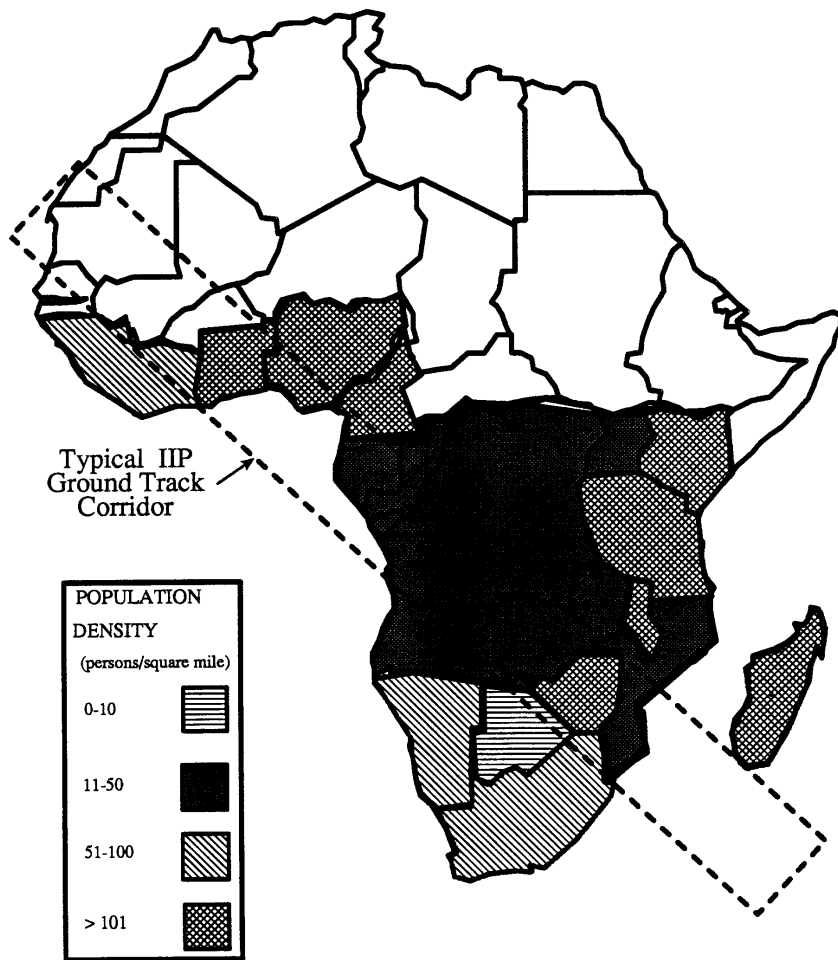 Typical IIP
Ground Track
Corridor
POPULATION
DENSITY
(persons/square mile)
0-10
11-50
51-100
> 101